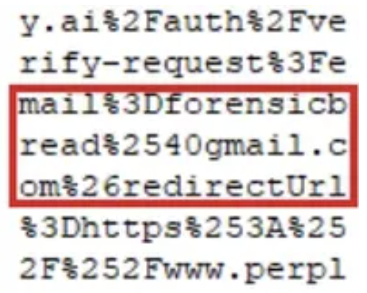 y.ai%2Fauth%2Fve
rify-request%3Fe
mail%3Dforensicb
read%2540gmail.c
om%26redirectUrl
%3Dhttps%253A%25
2F%252Fwww.perpl